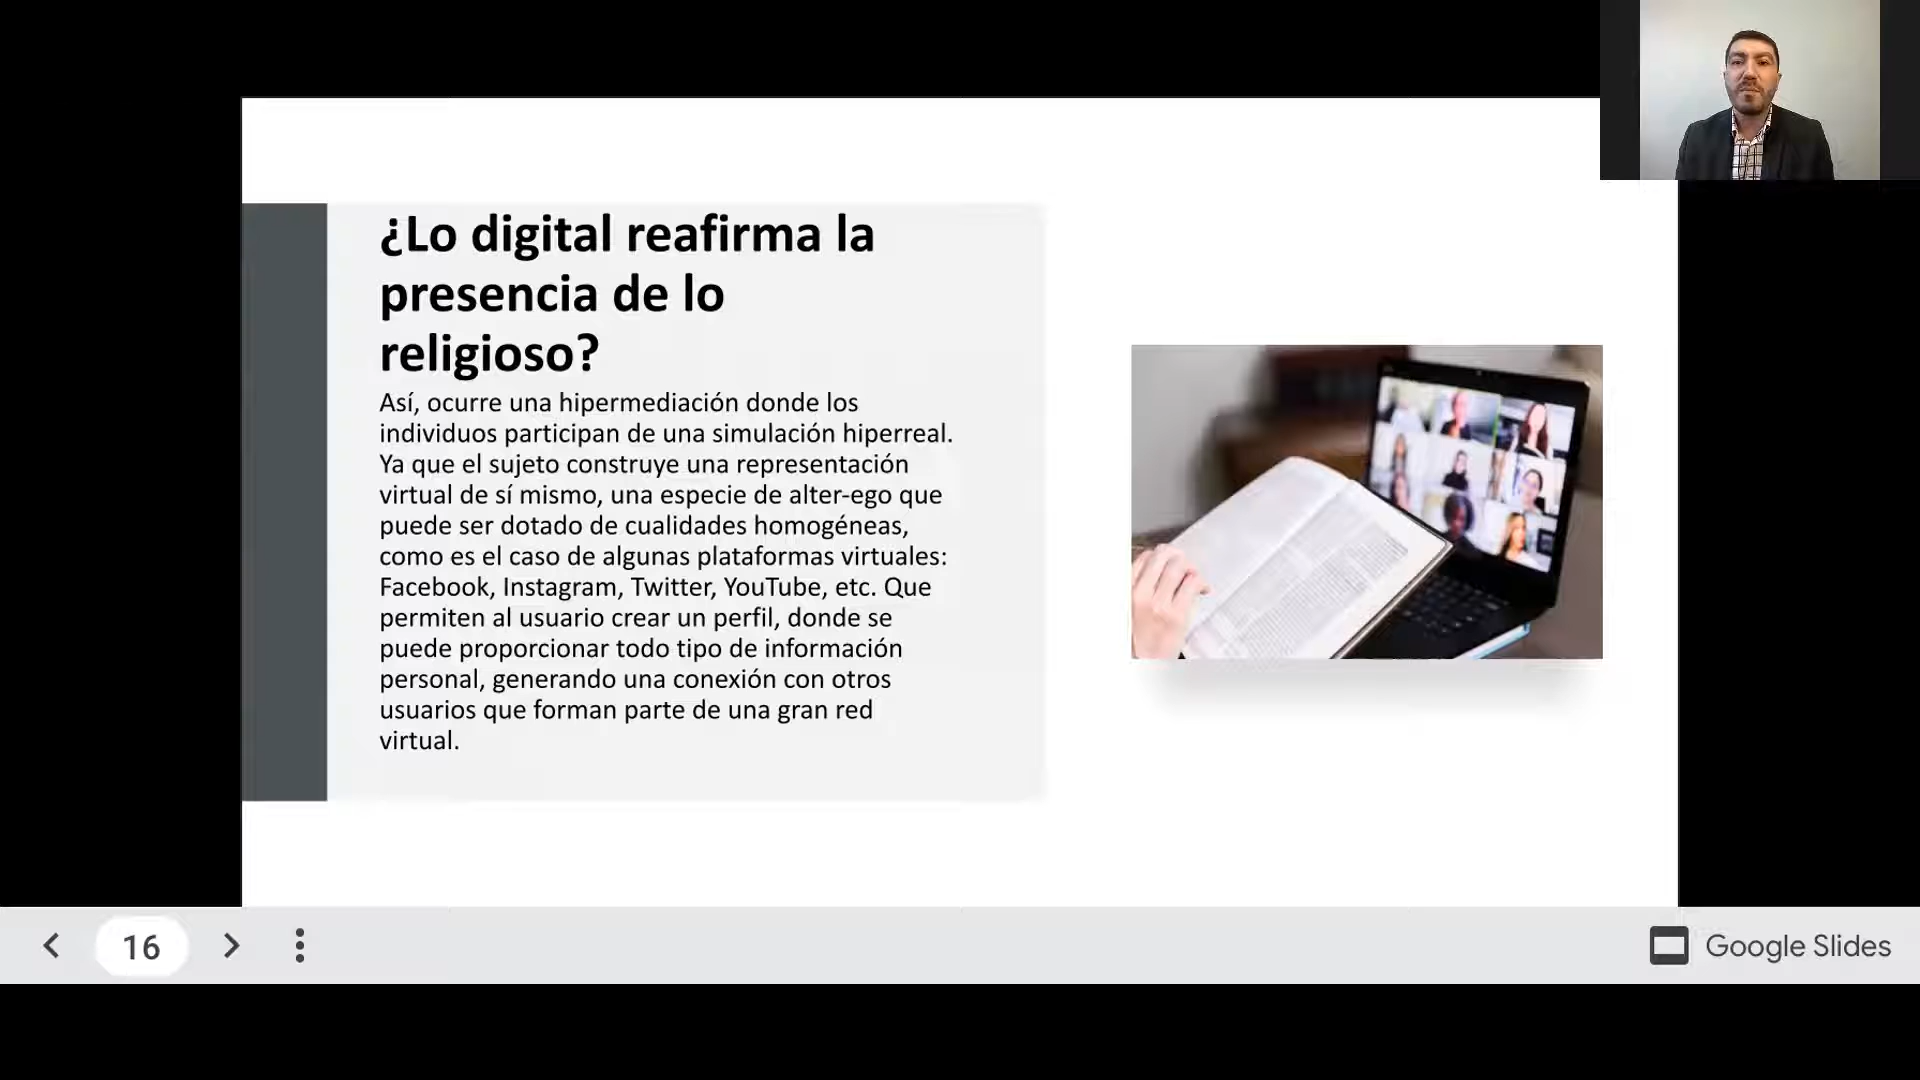 ¿Lo digital reafirma la
presencia de lo
religioso?
Así, ocurre una hipermediación donde los
individuos participan de una simulación hiperreal.
Ya que el sujeto construye una representación
virtual de sí mismo, una especie de alter-ego que
puede ser dotado de cualidades homogéneas,
como es el caso de algunas plataformas virtuales:
Facebook, Instagram, Twitter, YouTube, etc. Que
permiten al usuario crear un perfil, donde se
puede proporcionar todo tipo de información
personal, generando una conexión con otros
usuarios que forman parte de una gran red
virtual.
16
Google Slides